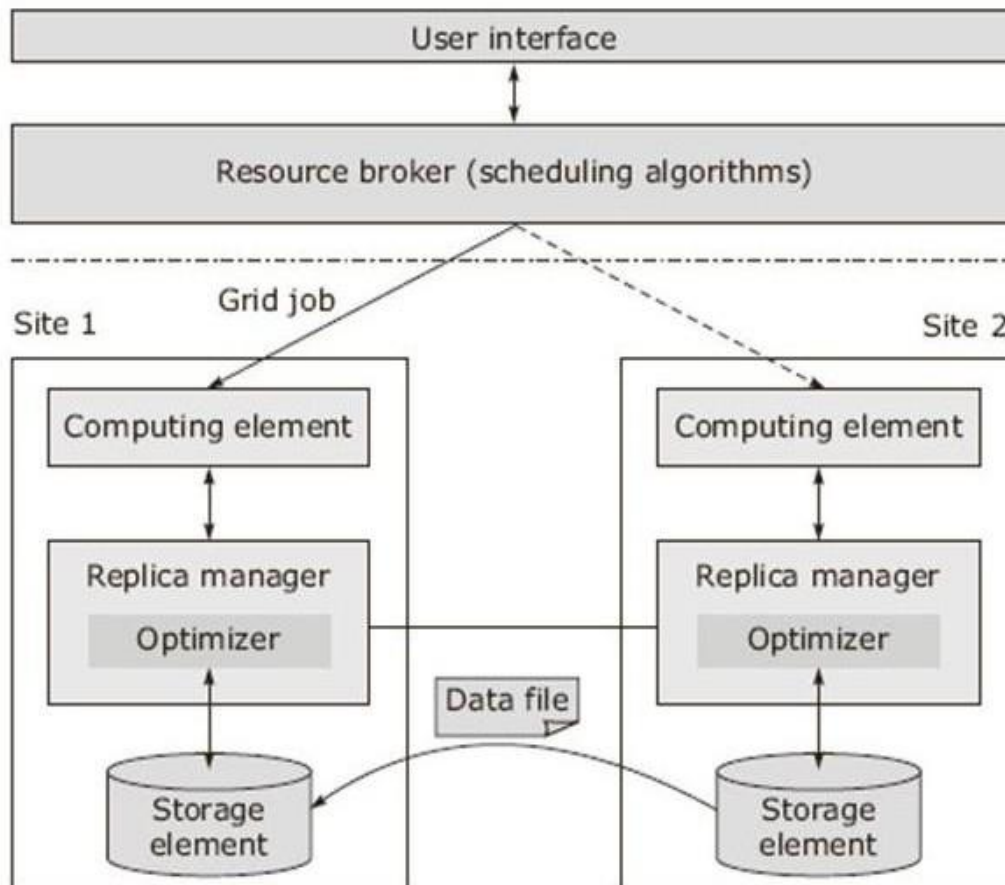 User interface
Resource broker (scheduling algorithms)
Grid job
Site 1
Site 2
Computing element
Computing element
Replica manager
Optimizer
Replica manager
Optimizer
Data file
Storage
element
Storage
element